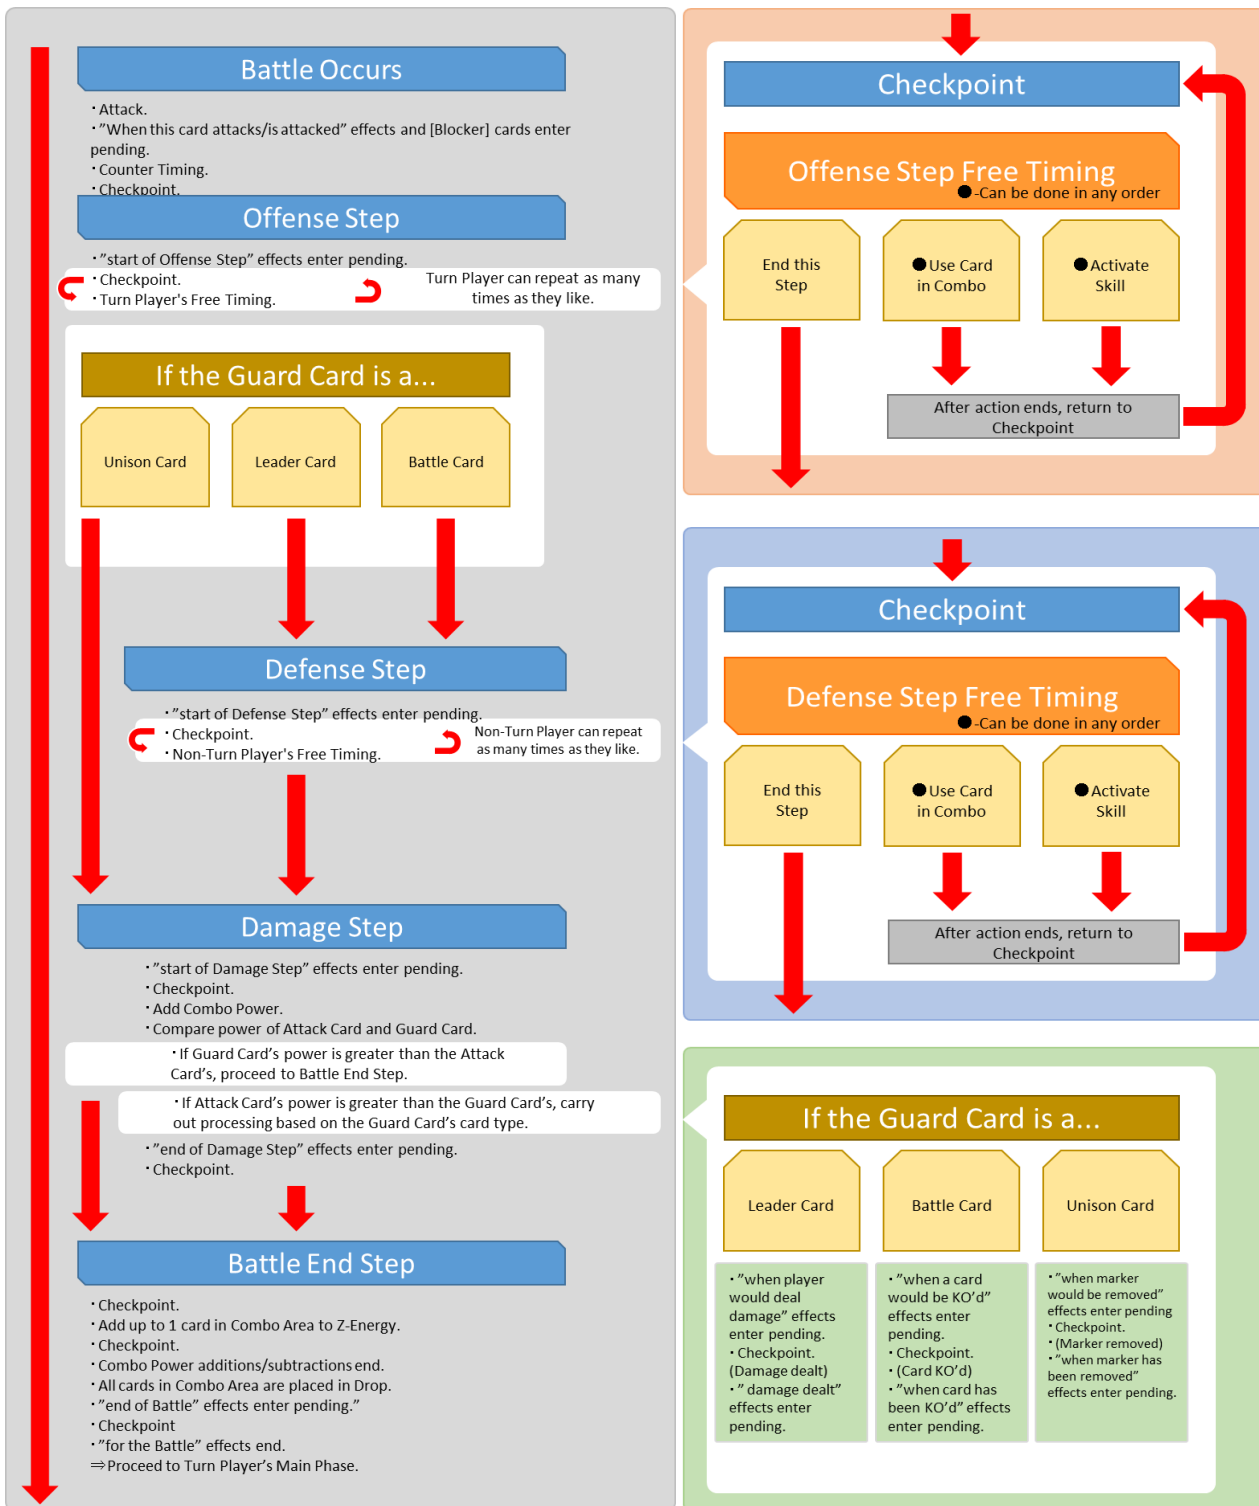 Battle Occurs
・Attack.
・”When this card attacks/is attacked” effects and [Blocker] cards enter
pending.
・Counter Timing.
・Checkpoint.
Offense Step
・”start of Offense Step” effects enter pending.
・Checkpoint.
・Turn Player's Free Timing.
Turn Player can repeat as many
times as they like.
If the Guard Card is a...
Unison Card
Leader Card
Battle Card
Defense Step
・”start of Defense Step” effects enter pending.
・Checkpoint.
・Non-Turn Player's Free Timing.
Non-Turn Player can repeat
as many times as they like.
Damage Step
・”start of Damage Step” effects enter pending.
・Checkpoint.
・Add Combo Power.
・Compare power of Attack Card and Guard Card.
・If Guard Card’s power is greater than the Attack
Card’s, proceed to Battle End Step.
・If Attack Card’s power is greater than the Guard Card’s, carry
out processing based on the Guard Card’s card type.
・”end of Damage Step” effects enter pending.
・Checkpoint.
Battle End Step
・Checkpoint.
・Add up to 1 card in Combo Area to Z-Energy.
・Checkpoint.
・Combo Power additions/subtractions end.
・All cards in Combo Area are placed in Drop.
・”end of Battle” effects enter pending.”
・Checkpoint
・”for the Battle” effects end.
⇒Proceed to Turn Player’s Main Phase.
Checkpoint
Offense Step Free Timing
●-Can be done in any order
End this
Step
●Use Card
in Combo
●Activate
Skill
After action ends, return to
Checkpoint
Checkpoint
Defense Step Free Timing
●-Can be done in any order
End this
Step
●Use Card
in Combo
●Activate
Skill
After action ends, return to
Checkpoint
If the Guard Card is a...
Leader Card
Battle Card
Unison Card
・”when player
would deal
damage” effects
enter pending.
・Checkpoint.
(Damage dealt)
・” damage dealt”
effects enter
pending.
・”when a card
would be KO’d”
effects enter
pending.
・Checkpoint.
・(Card KO’d)
・”when card has
been KO’d” effects
enter pending.
・”when marker
would be removed”
effects enter pending
・Checkpoint.
・(Marker removed)
・”when marker has
been removed”
effects enter pending.